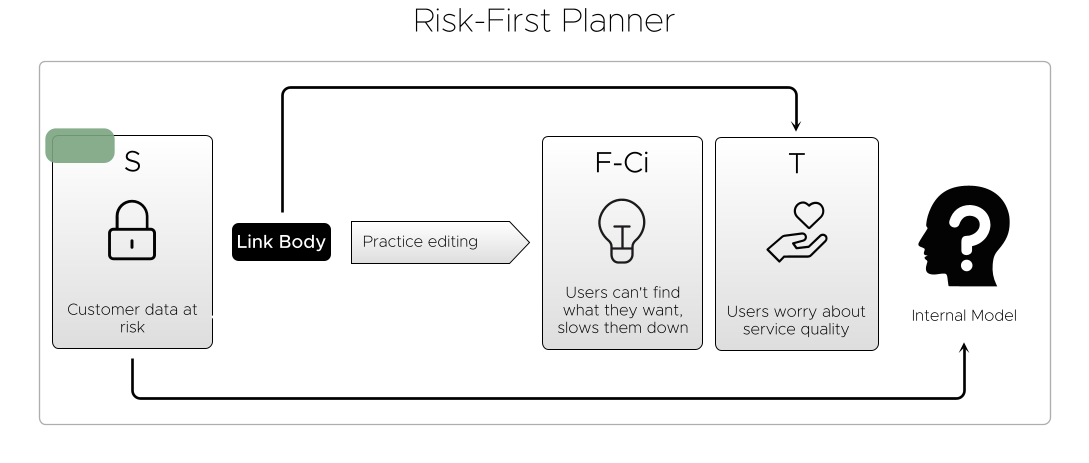 Risk-First Planner
S
Customer data at
risk
Link Body
Practice editing
F-Ci
Users can't find
what they want,
slows them down
T
Users worry about
service quality
Internal Model